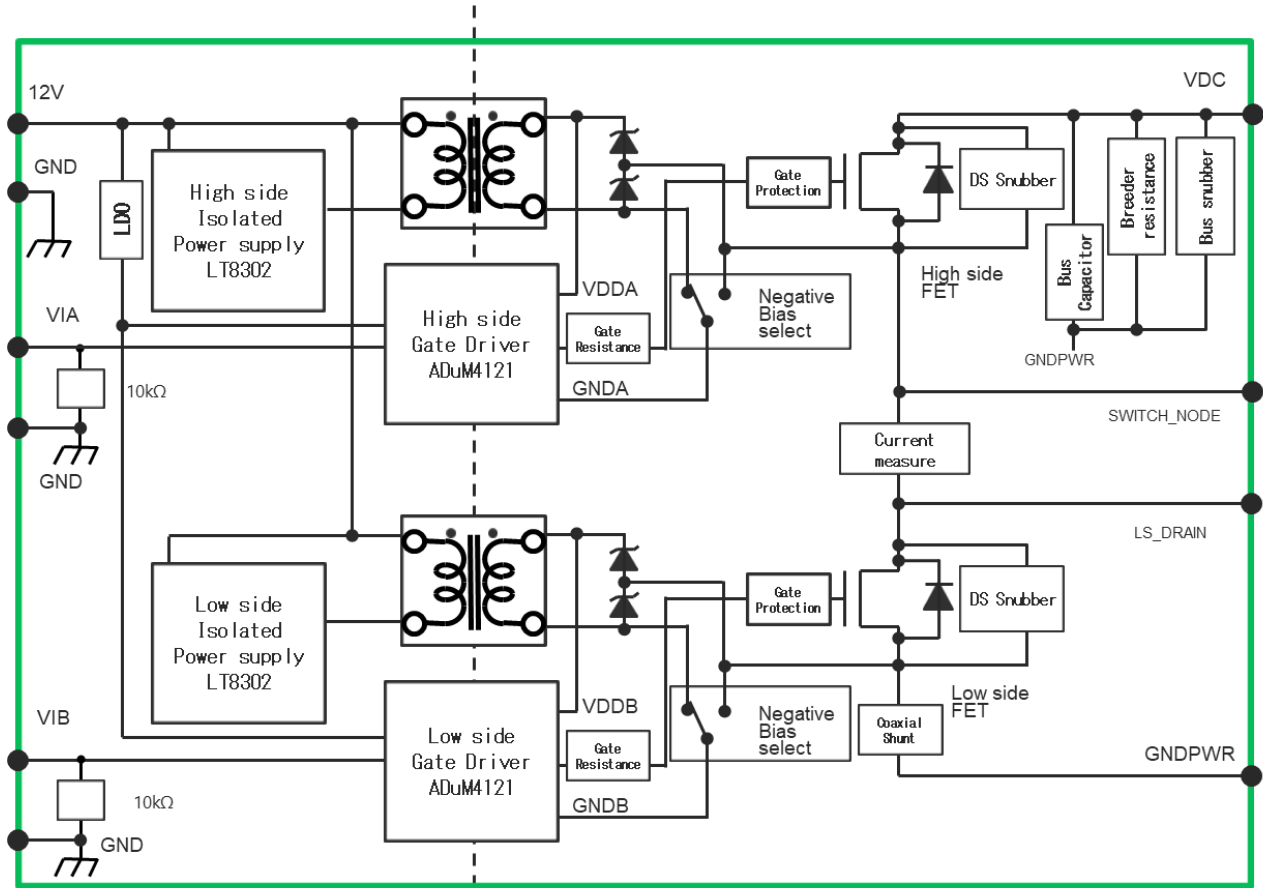 12V
VDC
GND
High side
Isolated
Power supply
LT8302
LDO
Gate
Protection
DS Snubber
Breeder
resistance
Bus snubber
Bus
Capacitor
High side
FET
VDDA
Negative
Bias
select
VIA
High side
Gate Driver
ADuM4121
Gate
Resistance
GNDPWR
10kΩ
GNDA
SWITCH_NODE
GND
Current
measure
LS_DRAIN
Low side
Isolated
Power supply
LT8302
Gate
Protection
DS Snubber
Low side
FET
VIB
VDDB
Negative
Bias
select
Low side
Gate Driver
ADuM4121
Gate
Resistance
Coaxial
Shunt
GNDPWR
10kΩ
GNDB
GND